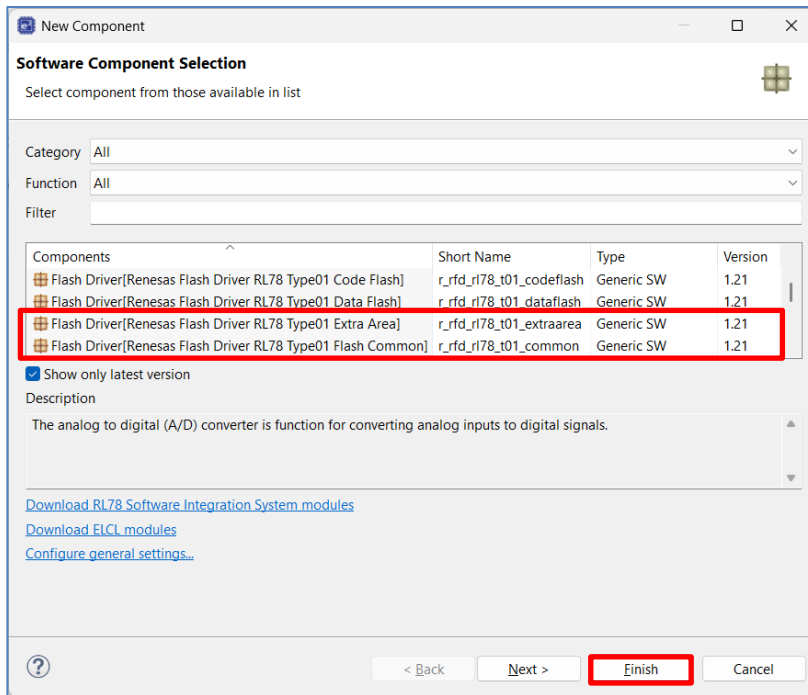 New Component
Software Component Selection
Select component from those available in list
Category All
Function All
Filter
Components Short Name Type Version
Flash Driver[Renesas Flash Driver RL78 Type01 Code Flash] r_rfd_rl78_t01_codeflash Generic SW 1.21
Flash Driver[Renesas Flash Driver RL78 Type01 Data Flash] r_rfd_rl78_t01_dataflash Generic SW 1.21
Flash Driver[Renesas Flash Driver RL78 Type01 Extra Area] r_rfd_rl78_t01_extraarea Generic SW 1.21
Flash Driver[Renesas Flash Driver RL78 Type01 Flash Common] r_rfd_rl78_t01_common Generic SW 1.21
Show only latest version
Description
The analog to digital (A/D) converter is function for converting analog inputs to digital signals.
Download RL78 Software Integration System modules
Download ELCL modules
Configure general settings...
? < Back Next > Finish Cancel